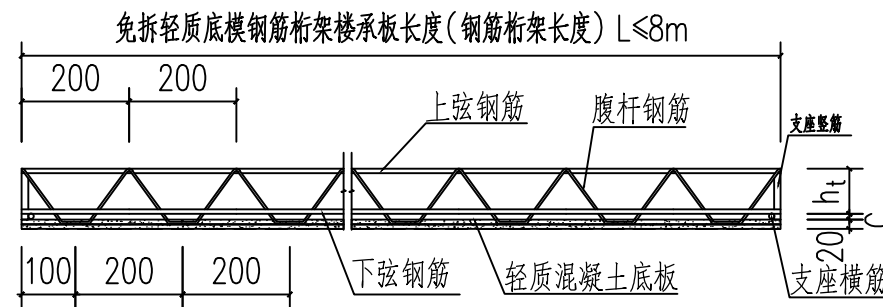 免拆轻质底模钢筋桁架楼承板长度(钢筋桁架长度) L≤8m
200 200
上弦钢筋 腹杆钢筋 支座竖筋
ht
C
20
100 200 200 下弦钢筋 轻质混凝土底板 支座横筋